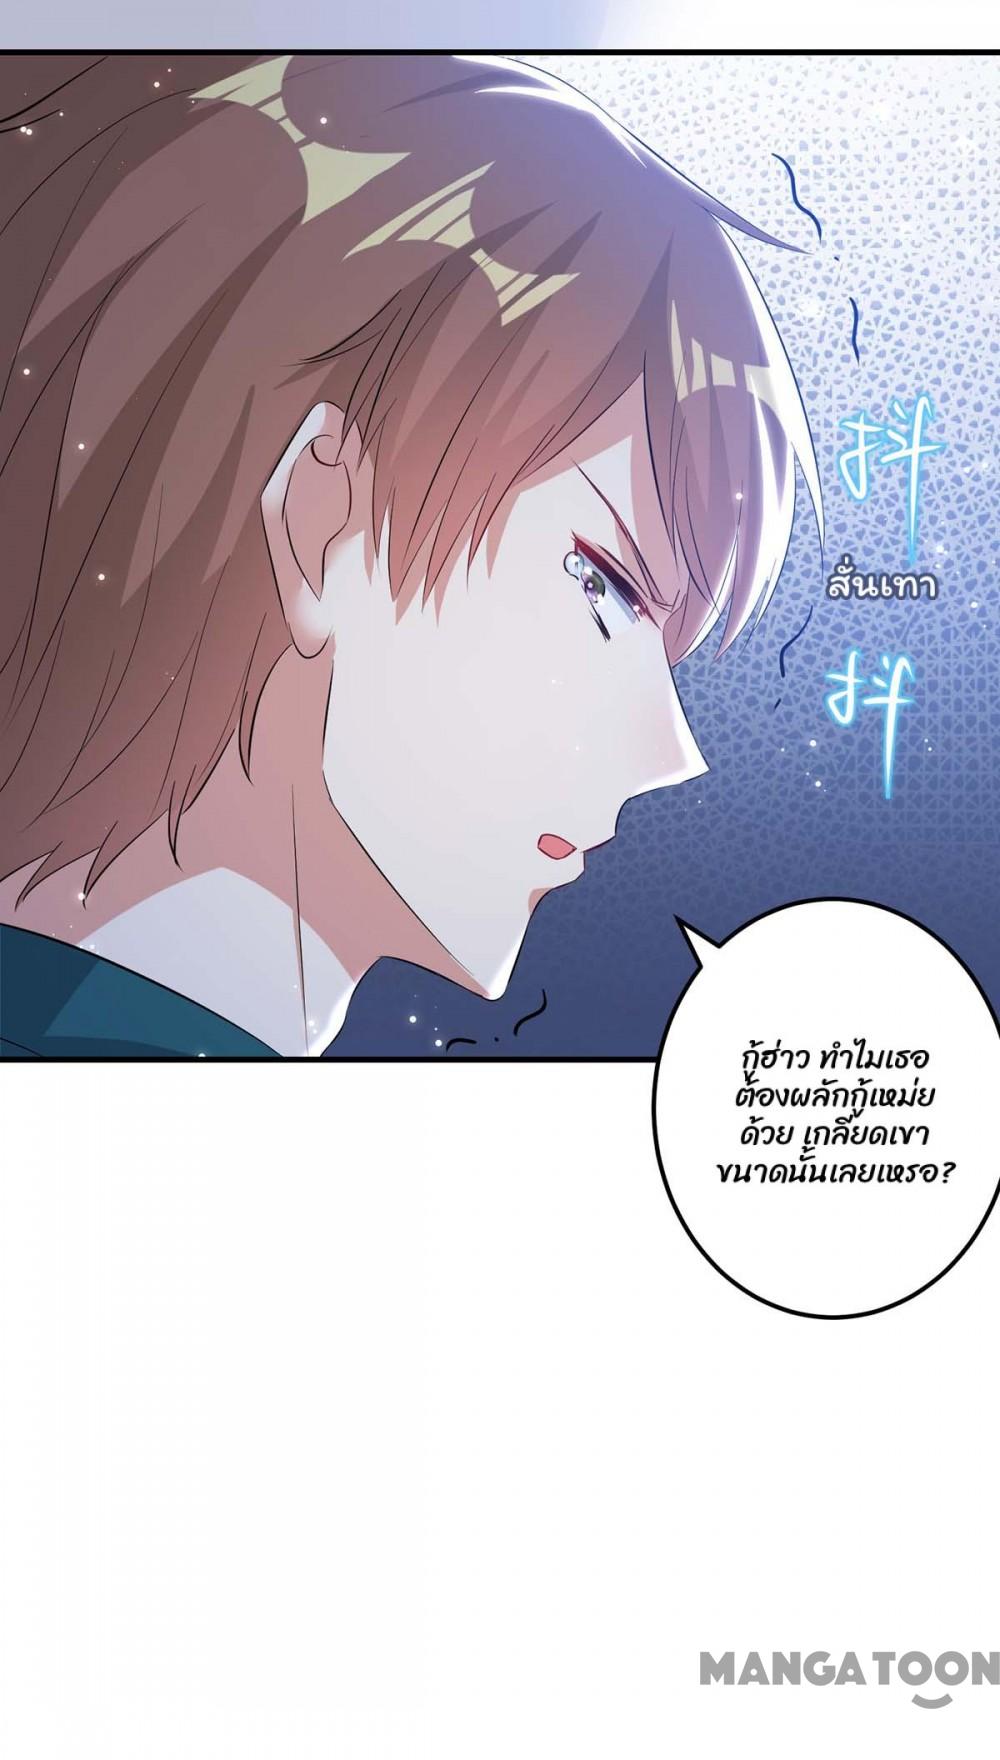 抖
สั่นเทา
抖
กู้ฮ่าว ทำไมเธอ
ต้องผลักกู้เหม่ย
ด้วย เกลียดเขา
ขนาดนั้นเลยเหรอ?
MANGATOON